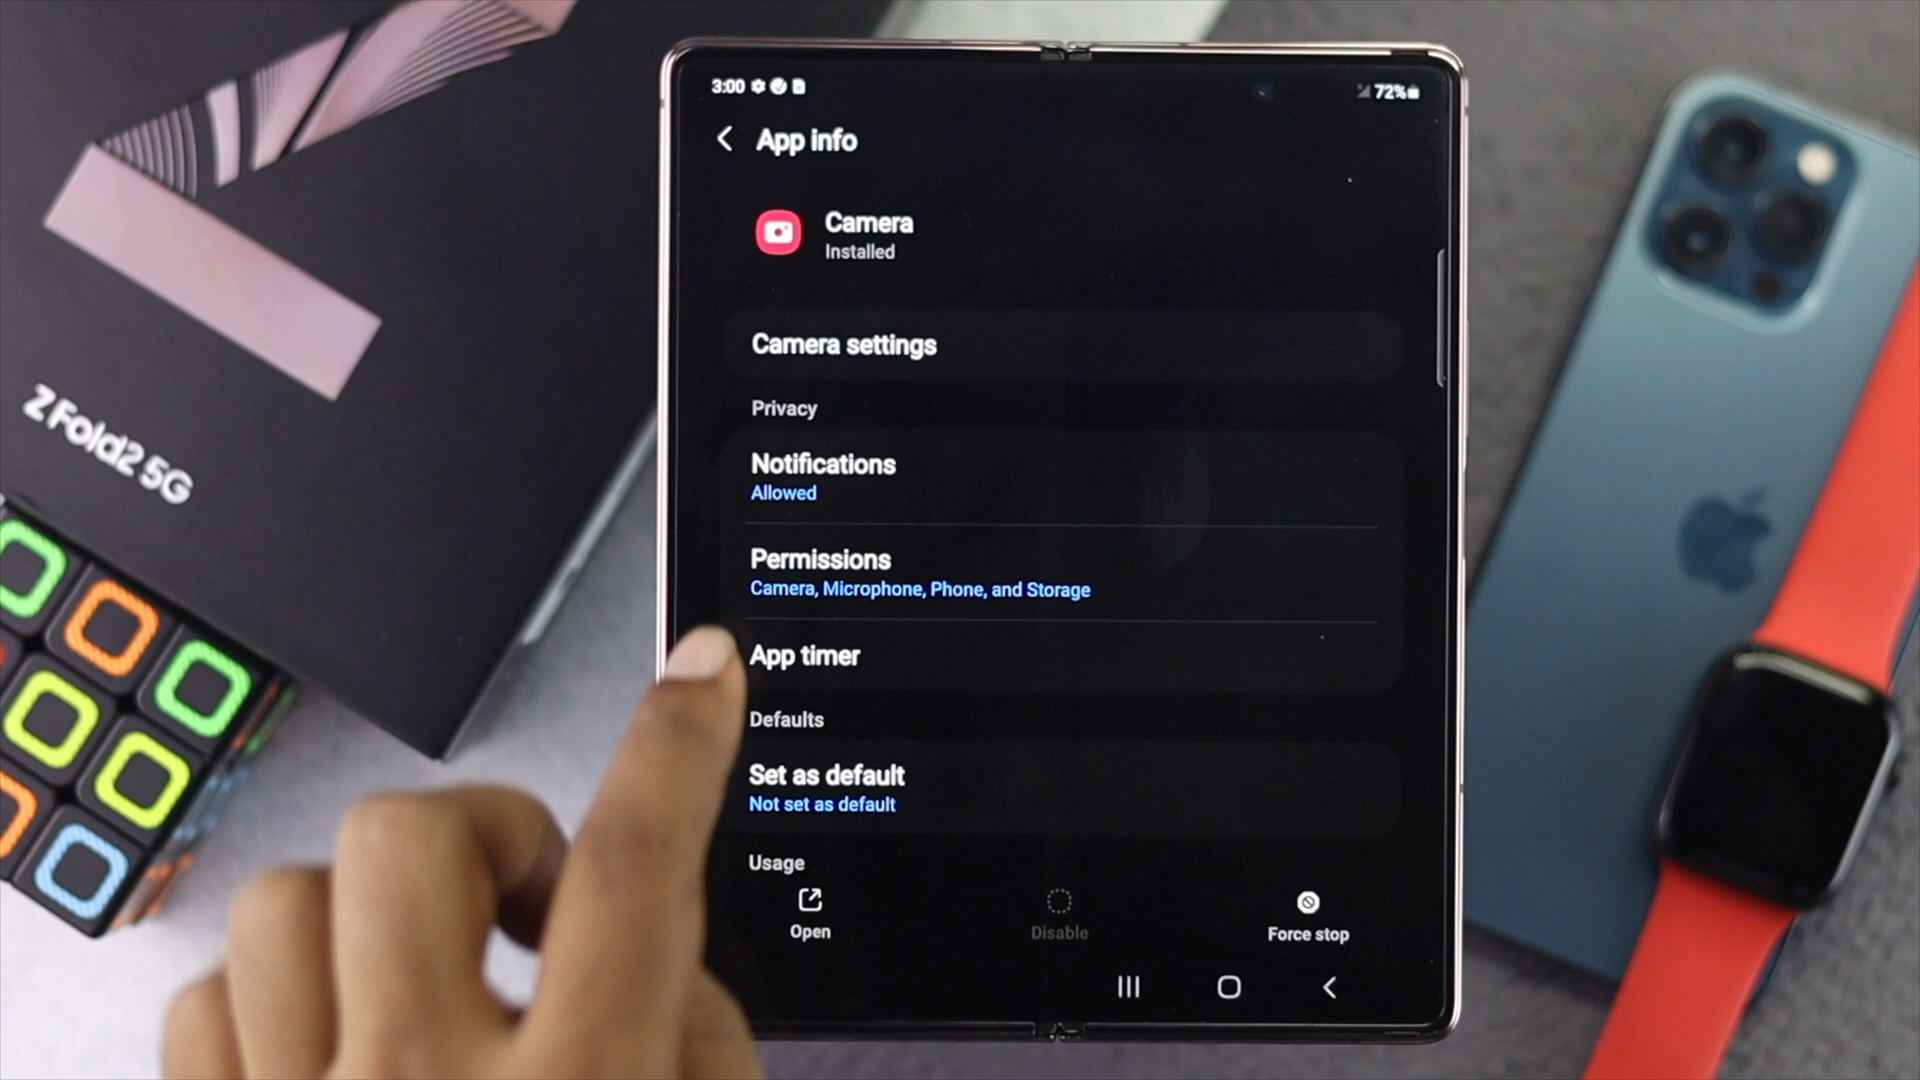 Z Fold2 5G
3:00
72%
App info
Camera
Installed
Camera settings
Privacy
Notifications
Allowed
Permissions
Camera, Microphone, Phone, and Storage
App timer
Defaults
Set as default
Not set as default
Usage
Open
Disable
Force stop